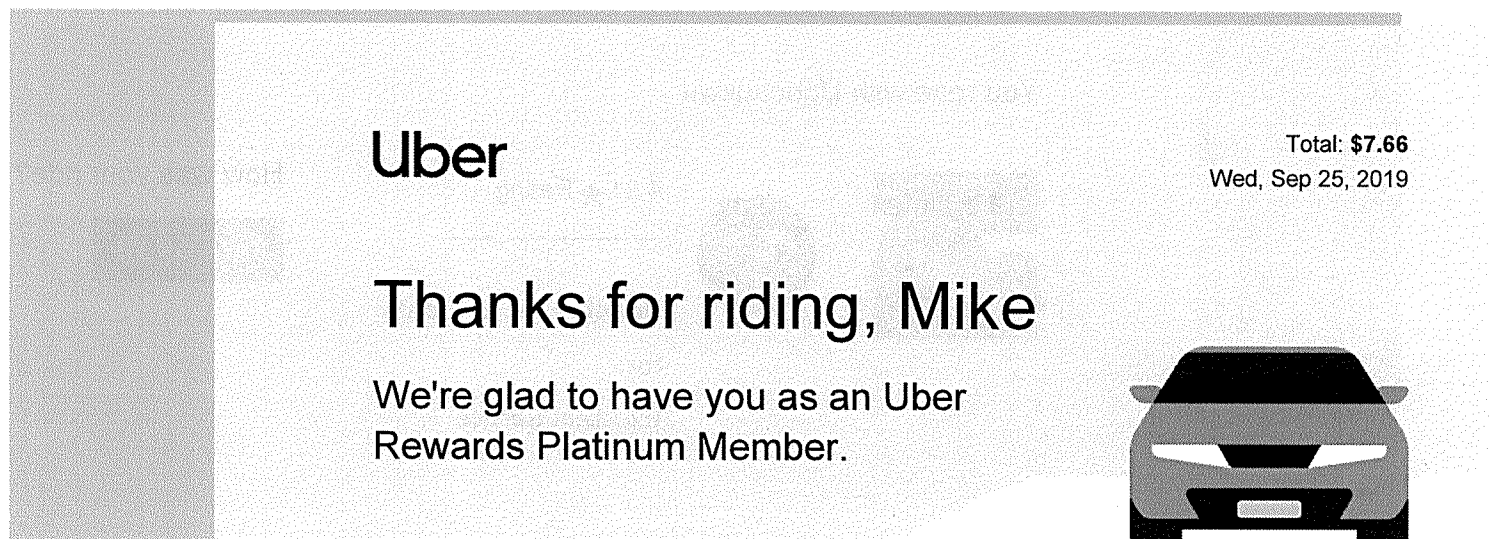 Uber
Total: $7.66
Wed, Sep 25, 2019
Thanks for riding, Mike
We're glad to have you as an Uber
Rewards Platinum Member.